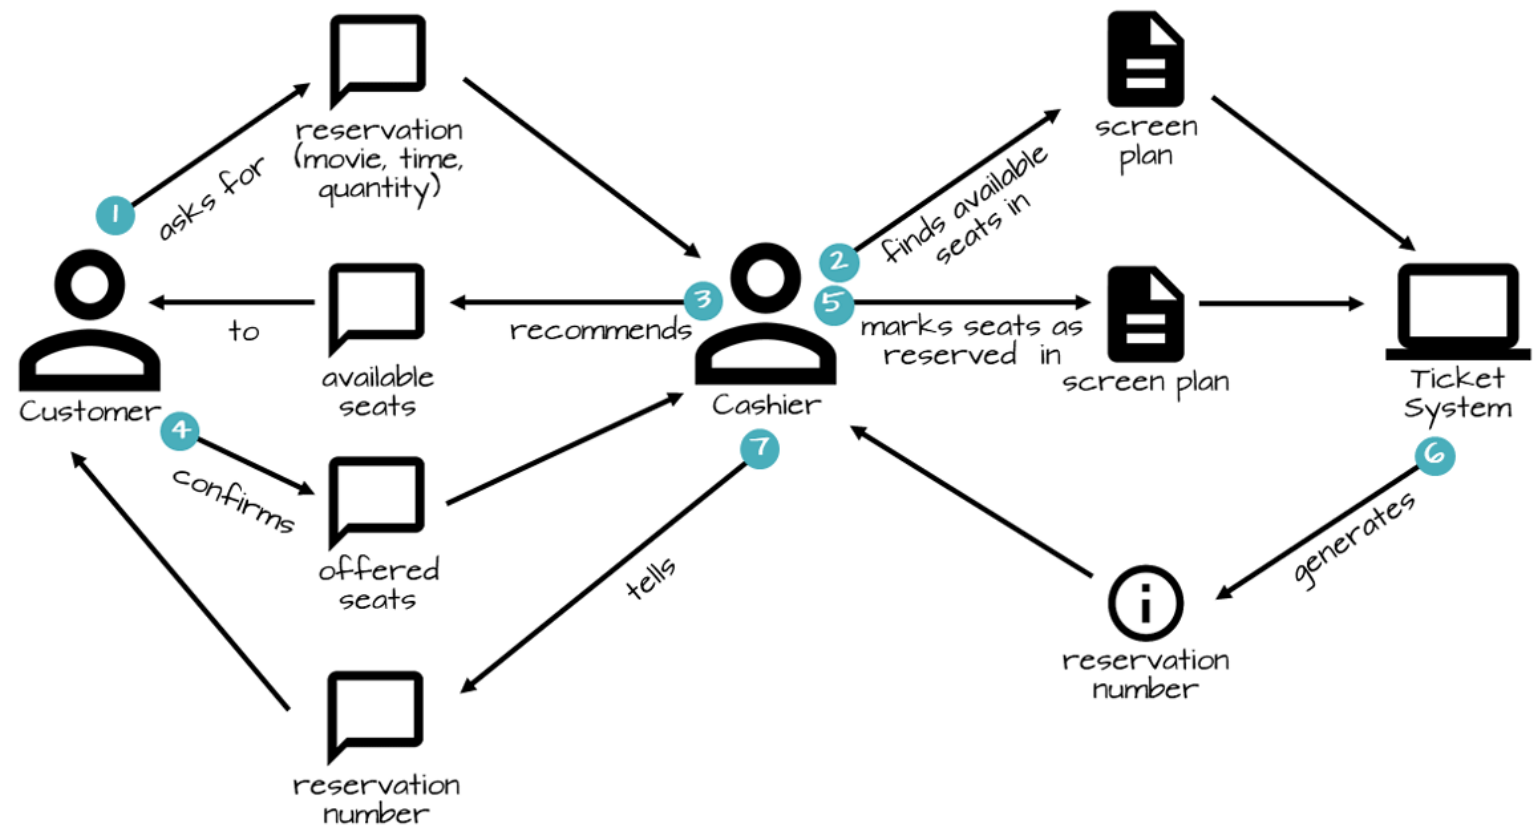 1
asks for
reservation
(movie, time,
quantity)
2
finds available
seats in
screen
plan
3
recommends
available
seats
to
Customer
Cashier
5
marks seats as
reserved in
screen plan
Ticket
System
4
confirms
offered
seats
6
generates
reservation
number
7
tells
reservation
number